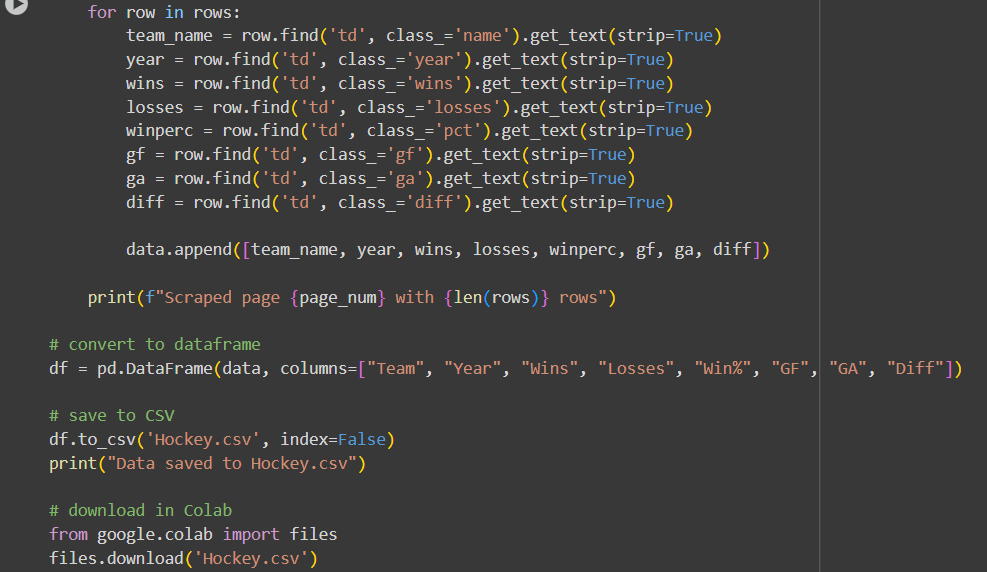 for row in rows:
team_name = row.find('td', class_='name').get_text(strip=True)
year = row.find('td', class_='year').get_text(strip=True)
wins = row.find('td', class_='wins').get_text(strip=True)
losses = row.find('td', class_='losses').get_text(strip=True)
winperc = row.find('td', class_='pct').get_text(strip=True)
gf = row.find('td', class_='gf').get_text(strip=True)
ga = row.find('td', class_='ga').get_text(strip=True)
diff = row.find('td', class_='diff').get_text(strip=True)
data.append([team_name, year, wins, losses, winperc, gf, ga, diff])
print(f"Scraped page {page_num} with {len(rows)} rows")
# convert to dataframe
df = pd.DataFrame(data, columns=["Team", "Year", "Wins", "Losses", "Win%", "GF", "GA", "Diff"])
# save to CSV
df.to_csv('Hockey.csv', index=False)
print("Data saved to Hockey.csv")
# download in Colab
from google.colab import files
files.download('Hockey.csv')